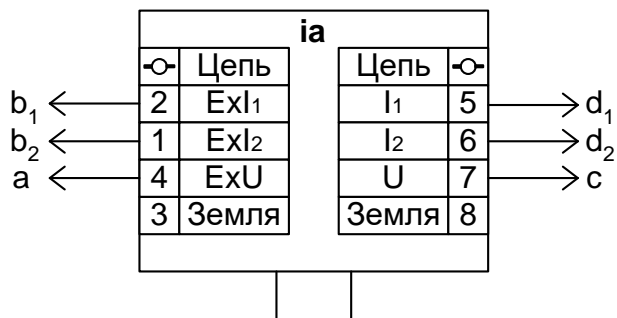 ia
Цепь Цепь
b₁ 2 ExI₁ I₁ 5 d₁
b₂ 1 ExI₂ I₂ 6 d₂
a 4 ExU U 7 c
3 Земля Земля 8